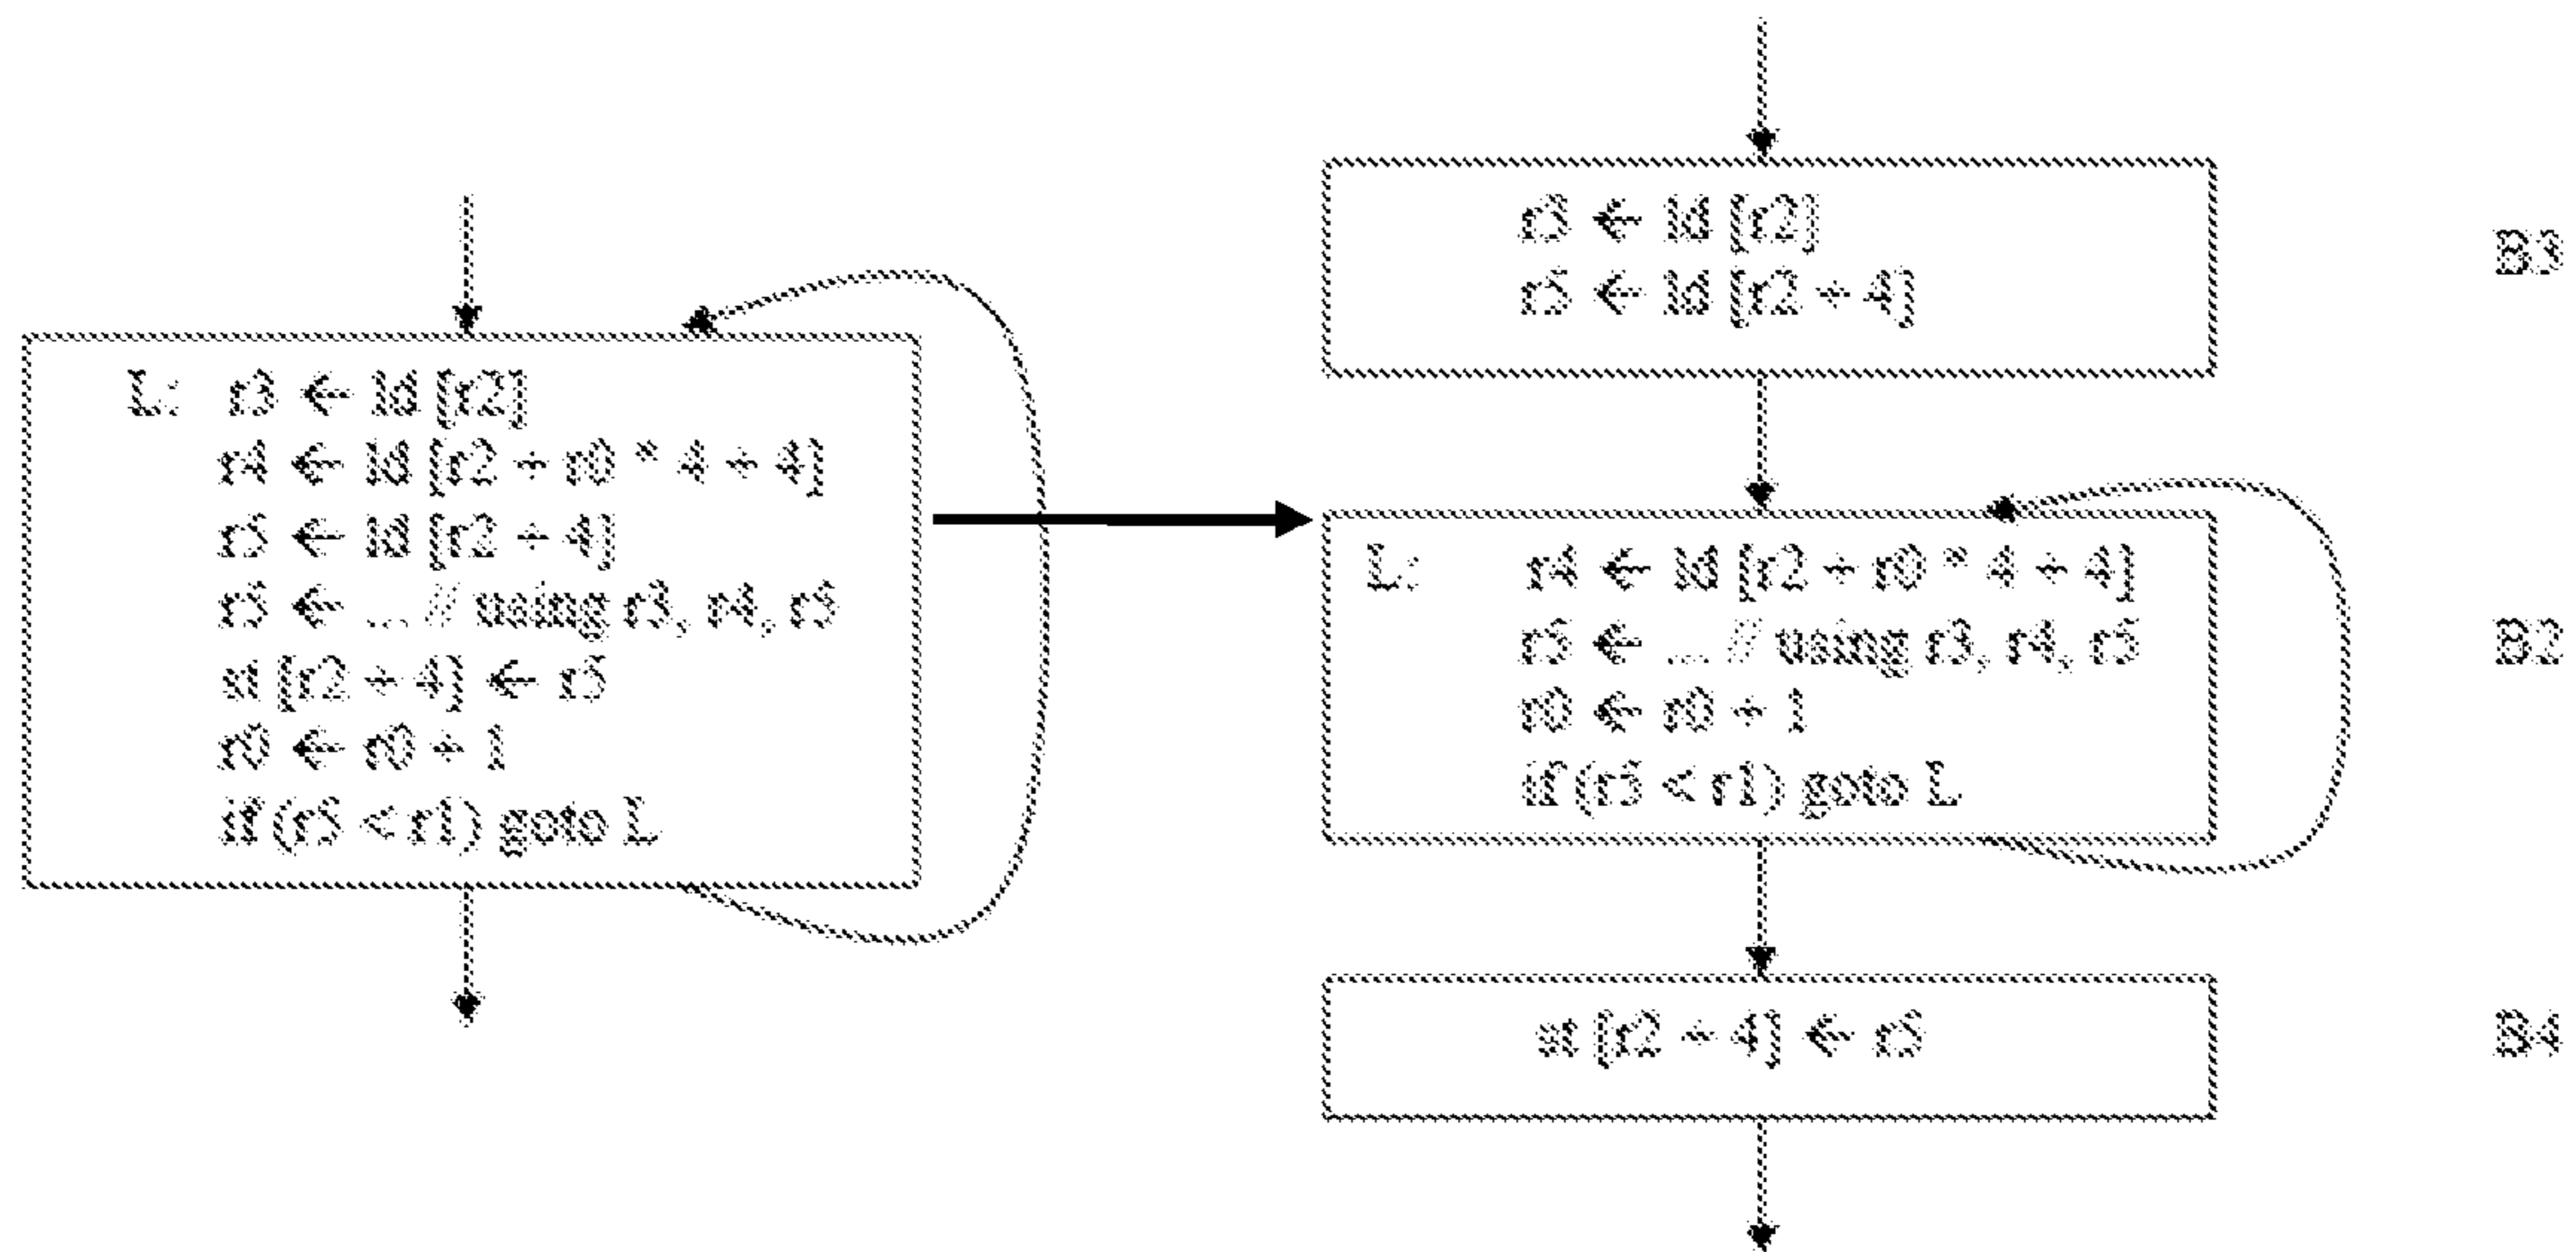 L: r3 ← ld [r2]
r4 ← ld [r2 + r0 * 4 + 4]
r5 ← ld [r2 + 4]
r5 ← ... // using r3, r4, r5
st [r2 + 4] ← r5
r0 ← r0 + 1
if (r5 < r1) goto L
r3 ← ld [r2]
r5 ← ld [r2 + 4]
B3
L: r4 ← ld [r2 + r0 * 4 + 4]
r5 ← ... // using r3, r4, r5
r0 ← r0 + 1
if (r5 < r1) goto L
B2
st [r2 + 4] ← r5
B4